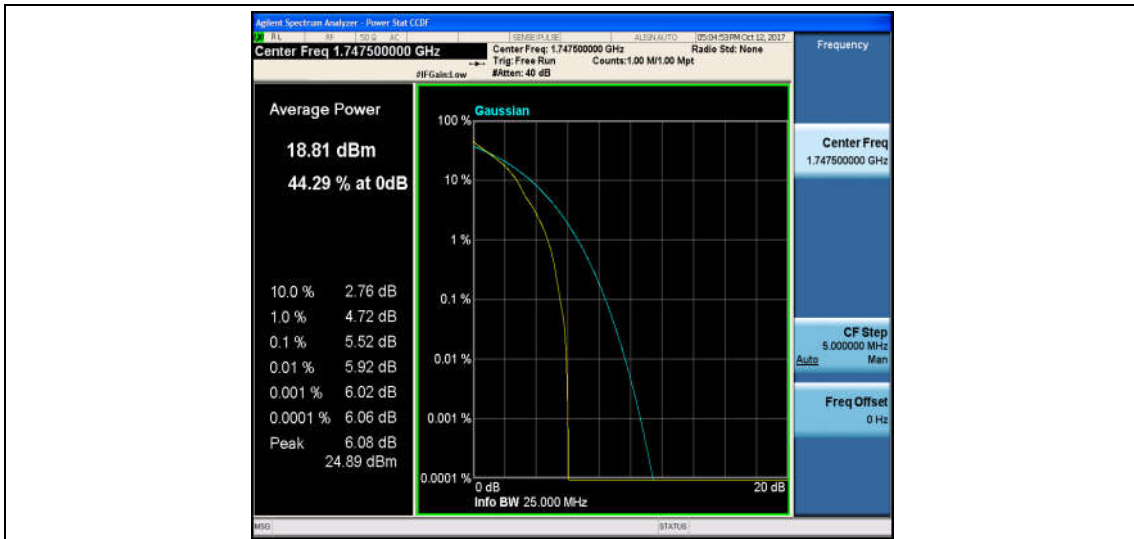 Agilent Spectrum Analyzer - Power Stat CCDF
RL RF 50 Ω AC SENSE:PULSE ALIGNAUTO 05:04:53PM Oct 12, 2017
Center Freq 1.747500000 GHz
Center Freq: 1.747500000 GHz Radio Std: None
Trig: Free Run Counts:1.00 M/1.00 Mpt
#IFGain:Low #Atten: 40 dB
Frequency
Average Power
18.81 dBm
44.29 % at 0dB
10.0 % 2.76 dB
1.0 % 4.72 dB
0.1 % 5.52 dB
0.01 % 5.92 dB
0.001 % 6.02 dB
0.0001 % 6.06 dB
Peak 6.08 dB
24.89 dBm
Gaussian
100 %
10 %
1 %
0.1 %
0.01 %
0.001 %
0.0001 %
0 dB 20 dB
Info BW 25.000 MHz
Center Freq
1.747500000 GHz
CF Step
5.000000 MHz
Auto Man
Freq Offset
0 Hz
MSG STATUS